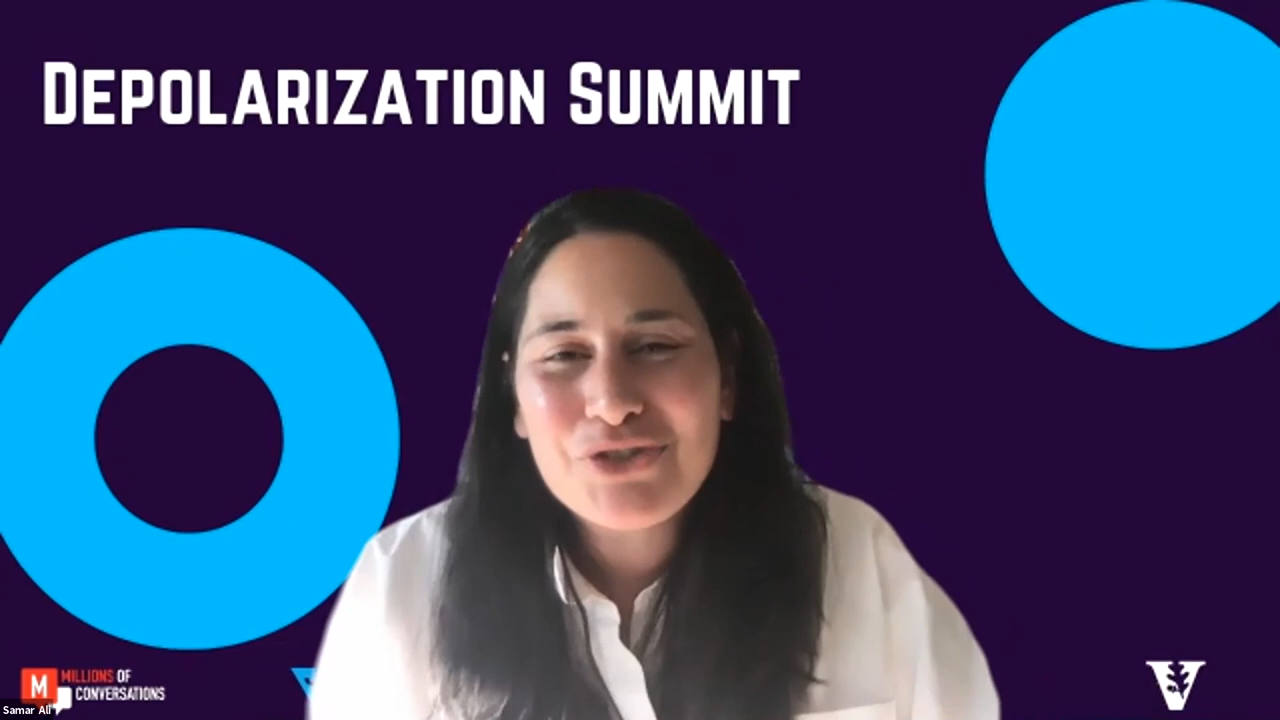 Depolarization Summit
MILLIONS OF
CONVERSATIONS
M
Samar Ali
V